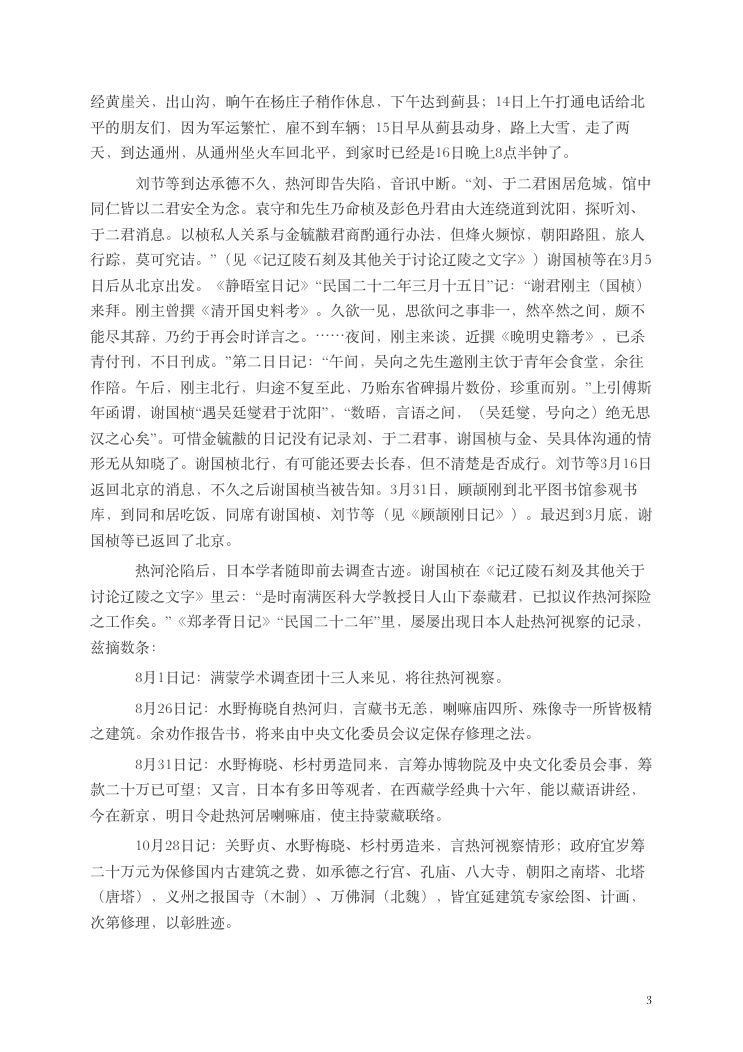 经黄崖关，出山沟，晌午在杨庄子稍作休息，下午达到蓟县；14日上午打通电话给北
平的朋友们，因为军运繁忙，雇不到车辆；15日早从蓟县动身，路上大雪，走了两
天，到达通州，从通州坐火车回北平，到家时已经是16日晚上8点半钟了。
刘节等到达承德不久，热河即告失陷，音讯中断。“刘、于二君困居危城，馆中
同仁皆以二君安全为念。袁守和先生乃命桢及彭色丹君由大连绕道到沈阳，探听刘、
于二君消息。以桢私人关系与金毓黻君商酌通行办法，但烽火频惊，朝阳路阻，旅人
行踪，莫可究诘。”（见《记辽陵石刻及其他关于讨论辽陵之文字》）谢国桢等在3月5
日后从北京出发。《静晤室日记》“民国二十二年三月十五日”记：“谢君刚主（国桢）
来拜。刚主曾撰《清开国史料考》。久欲一见，思欲问之事非一，然卒然之间，颇不
能尽其辞，乃约于再会时详言之。……夜间，刚主来谈，近撰《晚明史籍考》，已杀
青付刊，不日刊成。”第二日日记：“午间，吴向之先生邀刚主饮于青年会食堂，余往
作陪。午后，刚主北行，归途不复至此，乃贻东省碑搨片数份，珍重而别。”上引傅斯
年函谓，谢国桢“遇吴廷燮君于沈阳”，“数晤，言语之间，（吴廷燮，号向之）绝无思
汉之心矣”。可惜金毓黻的日记没有记录刘、于二君事，谢国桢与金、吴具体沟通的情
形无从知晓了。谢国桢北行，有可能还要去长春，但不清楚是否成行。刘节等3月16日
返回北京的消息，不久之后谢国桢当被告知。3月31日，顾颉刚到北平图书馆参观书
库，到同和居吃饭，同席有谢国桢、刘节等（见《顾颉刚日记》）。最迟到3月底，谢
国桢等已返回了北京。
热河沦陷后，日本学者随即前去调查古迹。谢国桢在《记辽陵石刻及其他关于
讨论辽陵之文字》里云：“是时南满医科大学教授日人山下泰藏君，已拟议作热河探险
之工作矣。”《郑孝胥日记》“民国二十二年”里，屡屡出现日本人赴热河视察的记录，
兹摘数条：
8月1日记：满蒙学术调查团十三人来见，将往热河视察。
8月26日记：水野梅晓自热河归，言藏书无恙，喇嘛庙四所、殊像寺一所皆极精
之建筑。余劝作报告书，将来由中央文化委员会议定保存修理之法。
8月31日记：水野梅晓、杉村勇造同来，言筹办博物院及中央文化委员会事，筹
款二十万已可望；又言，日本有多田等观者，在西藏学经典十六年，能以藏语讲经，
今在新京，明日令赴热河居喇嘛庙，使主持蒙藏联络。
10月28日记：关野贞、水野梅晓、杉村勇造来，言热河视察情形；政府宜岁筹
二十万元为保修国内古建筑之费，如承德之行宫、孔庙、八大寺，朝阳之南塔、北塔
（唐塔），义州之报国寺（木制）、万佛洞（北魏），皆宜延建筑专家绘图、计画，
次第修理，以彰胜迹。
3